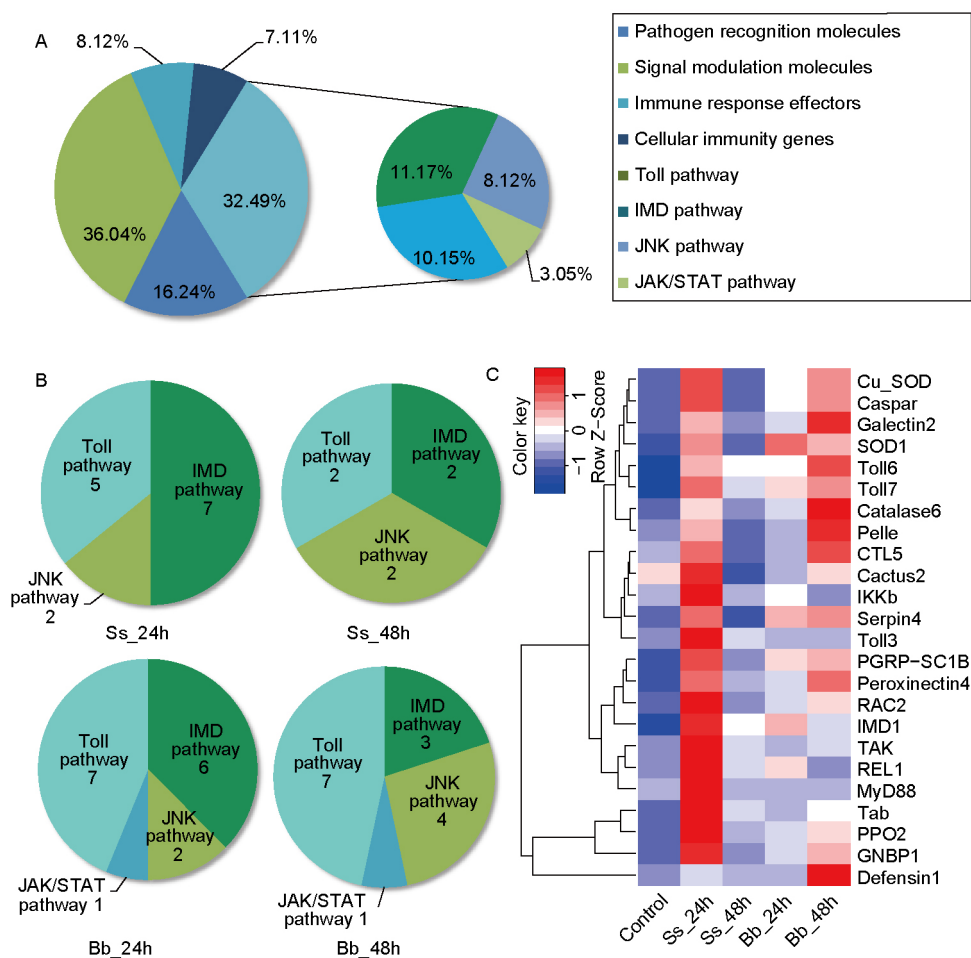 A
8.12%
7.11%
36.04%
32.49%
16.24%
11.17%
8.12%
10.15%
3.05%
Pathogen recognition molecules
Signal modulation molecules
Immune response effectors
Cellular immunity genes
Toll pathway
IMD pathway
JNK pathway
JAK/STAT pathway
B
Toll
pathway
5
IMD
pathway
7
JNK
pathway
2
Ss_24h
Toll
pathway
2
IMD
pathway
2
JNK
pathway
2
Ss_48h
Toll
pathway
7
IMD
pathway
6
JNK
pathway
2
JAK/STAT
pathway 1
Bb_24h
Toll
pathway
7
IMD
pathway
3
JNK
pathway
4
JAK/STAT
pathway 1
Bb_48h
C
Color key
1
0
−1
Row Z-Score
Cu_SOD
Caspar
Galectin2
SOD1
Toll6
Toll7
Catalase6
Pelle
CTL5
Cactus2
IKKb
Serpin4
Toll3
PGRP−SC1B
Peroxinectin4
RAC2
IMD1
TAK
REL1
MyD88
Tab
PPO2
GNBP1
Defensin1
Control
Ss_24h
Ss_48h
Bb_24h
Bb_48h